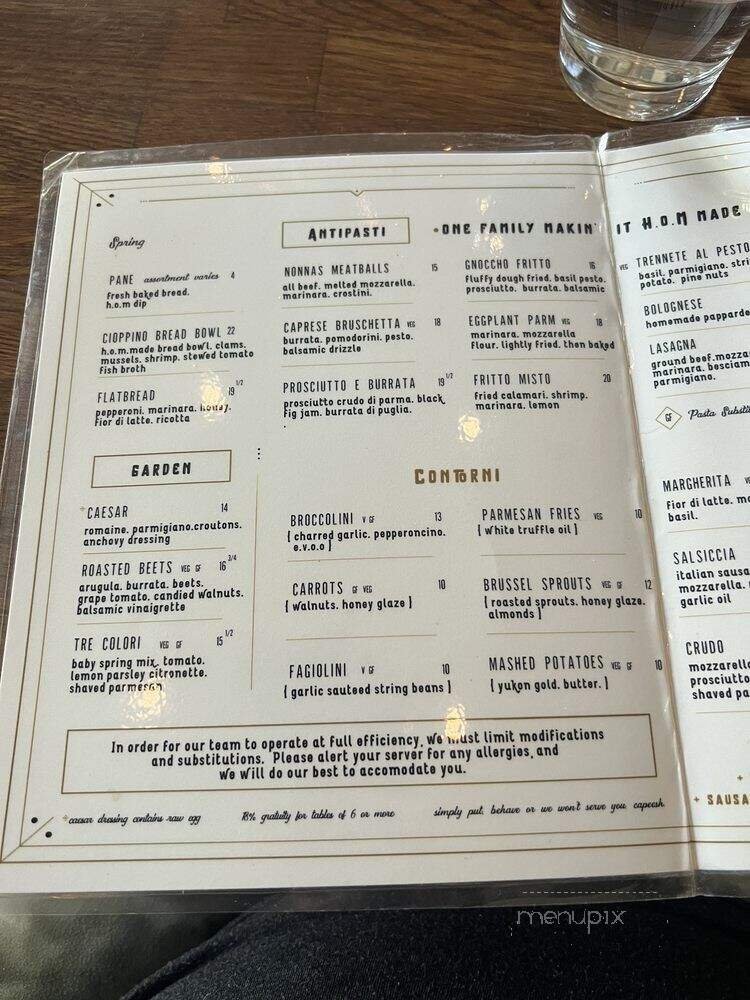 Spring
PANE assortment varies 4
fresh baked bread.
h.o.m dip
CIOPPINO BREAD BOWL 22
h.o.m.made bread bowl. clams.
mussels. shrimp. stewed tomato
fish broth
FLATBREAD 19 1/2
pepperoni. marinara. honey.
fior di latte. ricotta
GARDEN
+CAESAR 14
romaine. parmigiano.croutons.
anchovy dressing
ROASTED BEETS VEG GF 16 3/4
arugula. burrata. beets.
grape tomato. candied walnuts.
balsamic vinaigrette
TRE COLORI VEG GF 15 1/2
baby spring mix. tomato.
lemon parsley citronette.
shaved parmesan
ANTIPASTI
•ONE FAMILY MAKIN'
NONNAS MEATBALLS 15
all beef. melted mozzarella.
marinara. crostini.
CAPRESE BRUSCHETTA VEG 18
burrata. pomodorini. pesto.
balsamic drizzle
PROSCIUTTO E BURRATA 19 1/2
prosciutto crudo di parma. black
fig jam. burrata di puglia.
.
GNOCCHO FRITTO 16
fluffy dough fried. basil pesto.
prosciutto. burrata. balsamic
EGGPLANT PARM VEG 18
marinara. mozzarella
flour. lightly fried. then baked
FRITTO MISTO 20
fried calamari. shrimp.
marinara. lemon
CONTORNI
BROCCOLINI V GF 13
[ charred garlic. pepperoncino.
e.v.o.o ]
CARROTS GF VEG 10
[ walnuts. honey glaze ]
FAGIOLINI V GF 10
[ garlic sauteed string beans ]
PARMESAN FRIES VEG 10
[ white truffle oil ]
BRUSSEL SPROUTS VEG GF 12
[ roasted sprouts. honey glaze.
almonds ]
MASHED POTATOES VEG GF 10
[ yukon gold. butter. ]
In order for our team to operate at full efficiency, we must limit modifications
and substitutions. Please alert your server for any allergies, and
we will do our best to accomodate you.
+caesar dressing contains raw egg
18% gratuity for tables of 6 or more
simply put, behave or we won't serve you. capeesh.
IT H.O.M MADE
VEG TRENNETE AL PESTO
basil. parmigiano.
potato. pine nuts
BOLOGNESE
homemade
LASAGNA
ground beef.
marinara.
parmigiano.
GF Pasta
MARGHERITA
fior di latte.
basil.
SALSICCIA
italian
mozzarella.
garlic oil
CRUDO
prosciutto
shaved
+
+
menupix